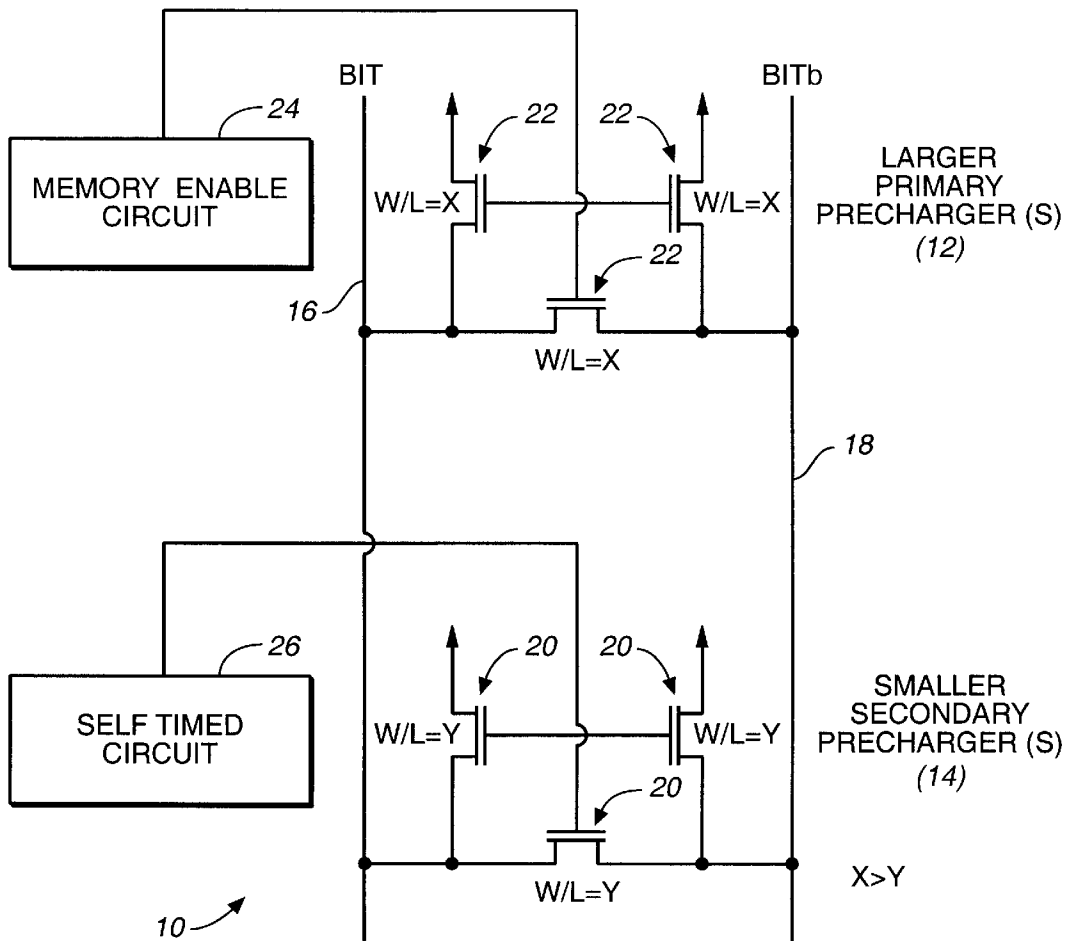 BIT
BITb
24
22
22
MEMORY ENABLE
CIRCUIT
W/L=X
W/L=X
LARGER
PRIMARY
PRECHARGER (S)
(12)
22
16
W/L=X
18
26
20
20
SELF TIMED
CIRCUIT
W/L=Y
W/L=Y
SMALLER
SECONDARY
PRECHARGER (S)
(14)
20
W/L=Y
X>Y
10